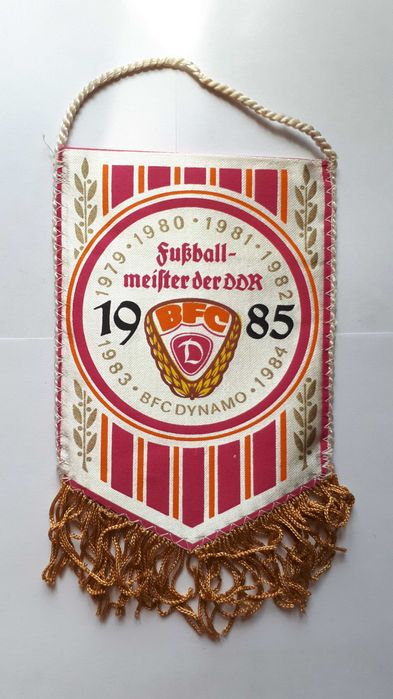 1979 · 1980 · 1981 · 1982
Fußball-
meister der DDR
19 85
BFC
D
1983 · BFC DYNAMO · 1984